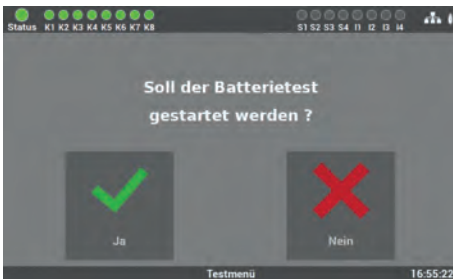 Status K1 K2 K3 K4 K5 K6 K7 K8 S1 S2 S3 S4 I1 I2 I3 I4
Soll der Batterietest
gestartet werden ?
Ja Nein
Testmenü 16:55:22